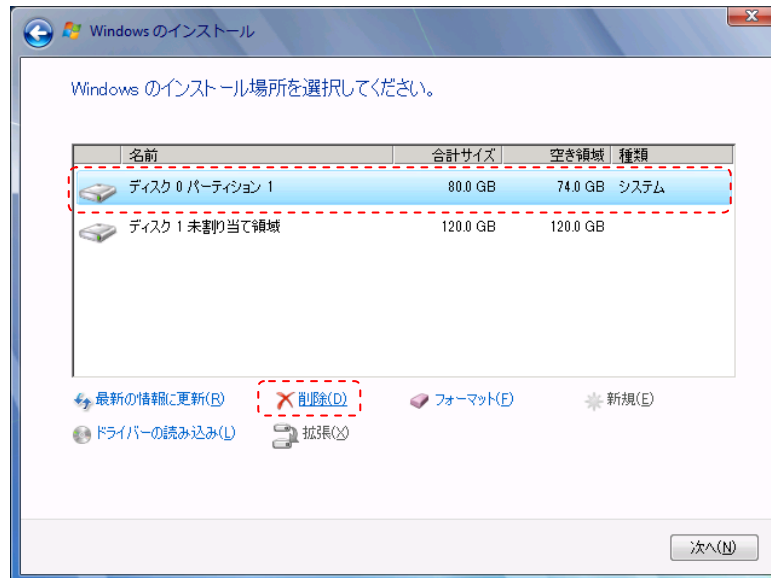 Windows のインストール
Windows のインストール場所を選択してください。
名前 合計サイズ 空き領域 種類
ディスク 0 パーティション 1 80.0 GB 74.0 GB システム
ディスク 1 未割り当て領域 120.0 GB 120.0 GB
最新の情報に更新(R) 削除(D) フォーマット(F) 新規(E)
ドライバーの読み込み(L) 拡張(X)
次へ(N)